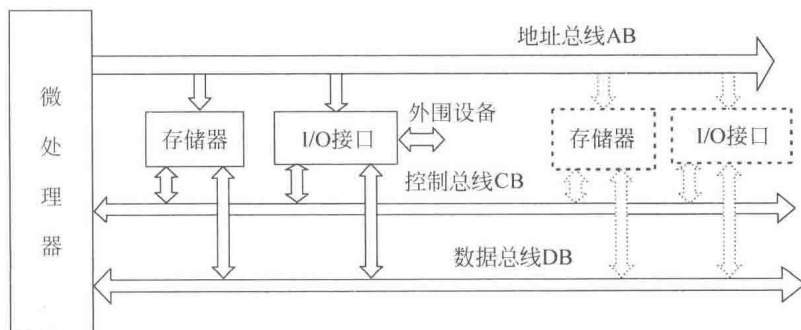 地址总线AB
微处理器
存储器
I/O接口
外围设备
存储器
I/O接口
控制总线CB
数据总线DB